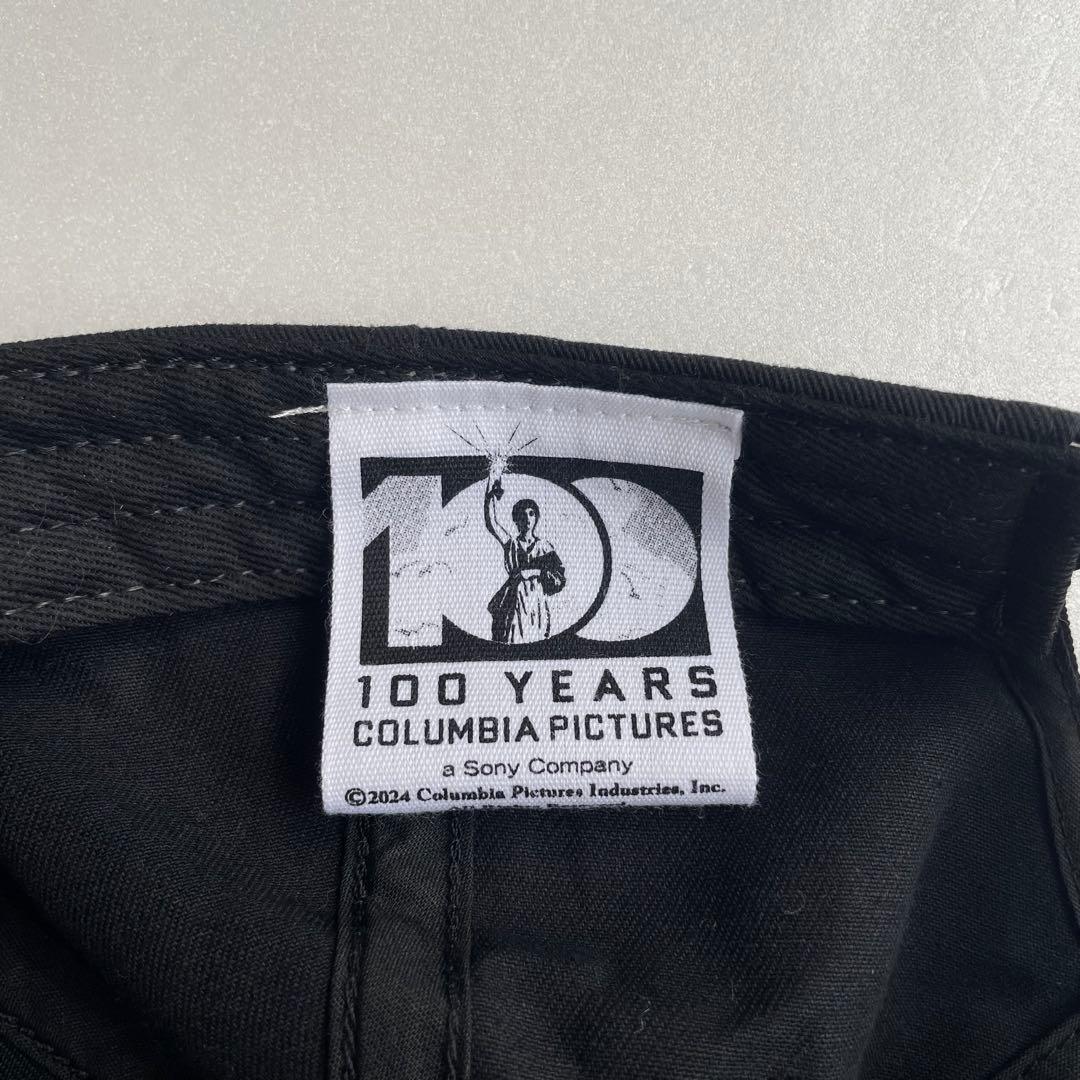 100
100 YEARS
COLUMBIA PICTURES
a Sony Company
©2024 Columbia Pictures Industries, Inc.